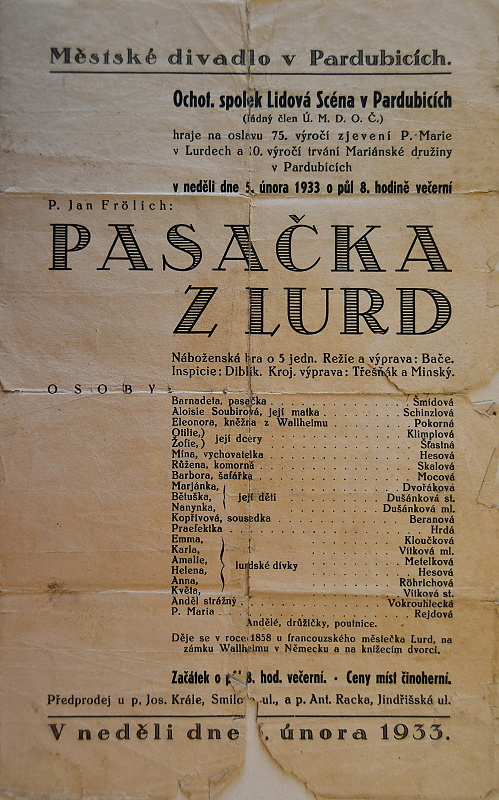 Městské divadlo v Pardubicích.
Ochot. spolek Lidová Scéna v Pardubicích
(řádný člen Ú. M. D. O. Č.)
hraje na oslavu 75. výročí zjevení P. Marie
v Lurdech a 10. výročí trvání Mariánské družiny
v Pardubicích
v neděli dne 5. února 1933 o půl 8. hodině večerní
P. Jan Frölich:
PASAČKA
Z LURD
Náboženská hra o 5 jedn. Režie a výprava: Bače.
Inspicie: Diblík. Kroj. výprava: Třešňák a Minský.
OSOBY:
Barnadeta, pasačka . . . Šmídová
Aloisie Soubirová, její matka . . . Schinzlová
Eleonora, kněžna z Wallheimu . . . Pokorná
Otilie,) její dcery . . . Klimplová
Žofie,) . . . Šťastná
Mína, vychovatelka . . . Hesová
Růžena, komorná . . . Skalová
Barbora, šafářka . . . Mocová
Marjánka, . . . Dvořáková
Bětuška, její děti . . . Dušánková st.
Nanynka, . . . Dušánková ml.
Kopřivová, sousedka . . . Beranová
Praefektka . . . Hrdá
Emma, . . . Kloučková
Karla, . . . Vítková ml.
Amalie, lurdské dívky . . . Metelková
Helena, . . . Hesová
Anna, . . . Röhrichová
Květa, . . . Vítková st.
Anděl strážný . . . Vokrouhlecká
P. Maria . . . Rejdová
Andělé, družičky, poutnice.
Děje se v roce 1858 u francouzského městečka Lurd, na
zámku Wallheimu v Německu a na knížecím dvorci.
Začátek o půl 8. hod. večerní. - Ceny míst činoherní.
Předprodej u p. Jos. Krále, Smilova ul., a p. Ant. Racka, Jindřišská ul.
V neděli dne . února 1933.